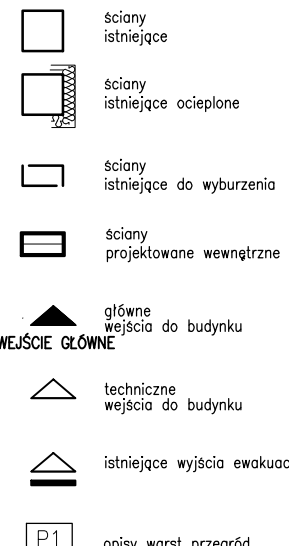 ściany
istniejące
ściany
istniejące ocieplone
ściany
istniejące do wyburzenia
ściany
projektowane wewnętrzne
główne
wejścia do budynku
WEJŚCIE GŁÓWNE
techniczne
wejścia do budynku
istniejące wyjścia ewakuac
P1
opisy warst przegród